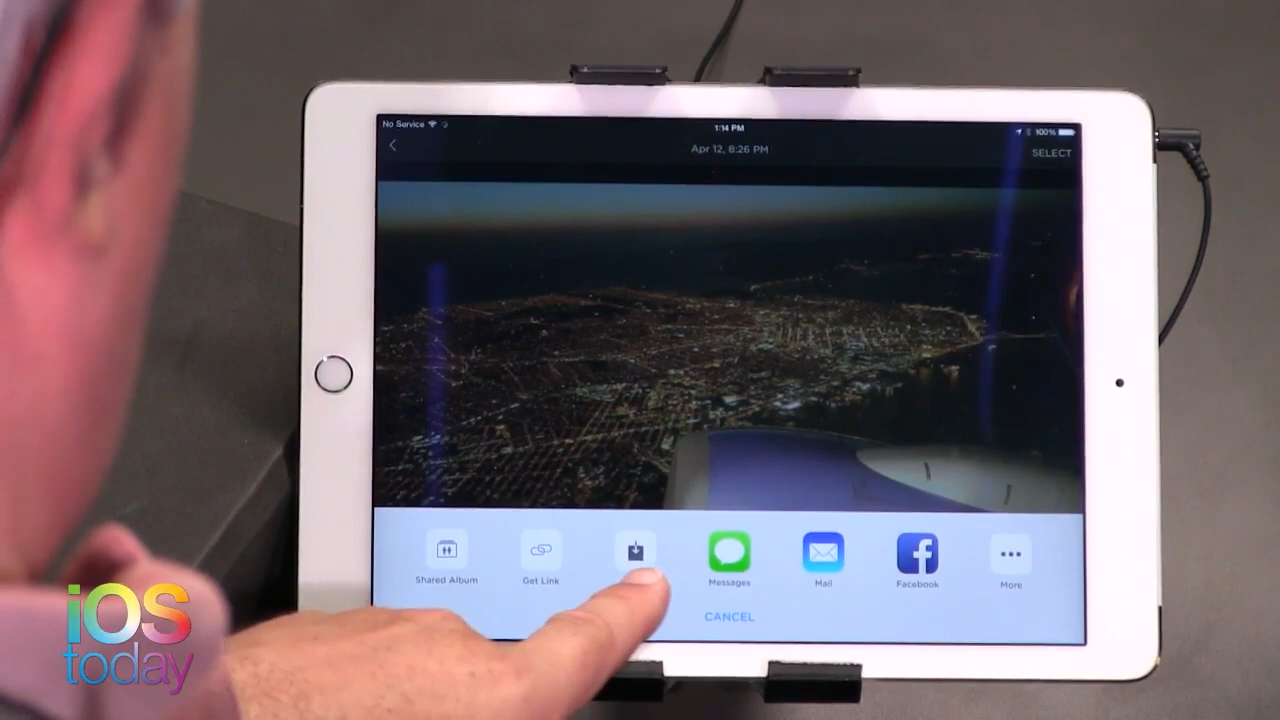 No Service
1:14 PM
100%
Apr 12, 8:26 PM
SELECT
Shared Album
Get Link
Messages
Mail
Facebook
More
CANCEL
iOS
today